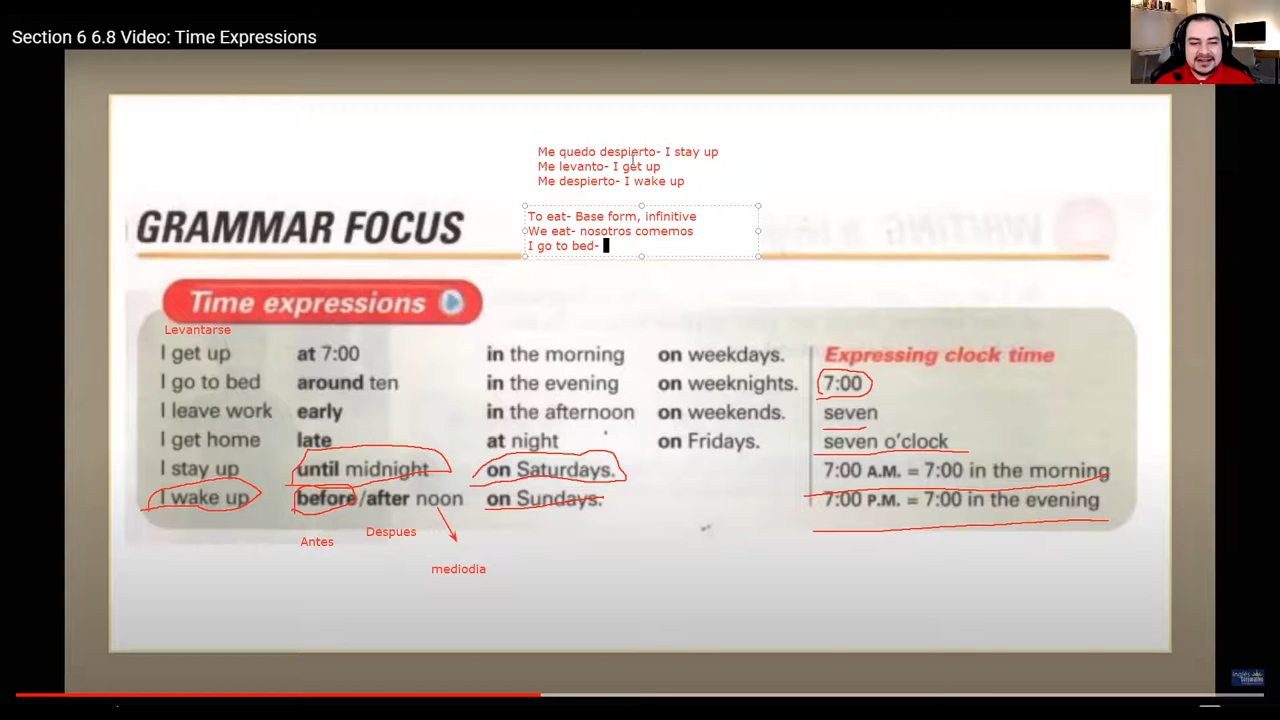 Section 6 6.8 Video: Time Expressions
Me quedo despierto- I stay up
Me levanto- I get up
Me despierto- I wake up
GRAMMAR FOCUS
To eat- Base form, infinitive
We eat- nosotros comemos
I go to bed-
Time expressions
Levantarse
I get up at 7:00 in the morning on weekdays. Expressing clock time
I go to bed around ten in the evening on weeknights. 7:00
I leave work early in the afternoon on weekends. seven
I get home late at night on Fridays. seven o'clock
I stay up until midnight on Saturdays. 7:00 A.M. = 7:00 in the morning
I wake up before/after noon on Sundays. 7:00 P.M. = 7:00 in the evening
Antes Despues
mediodia